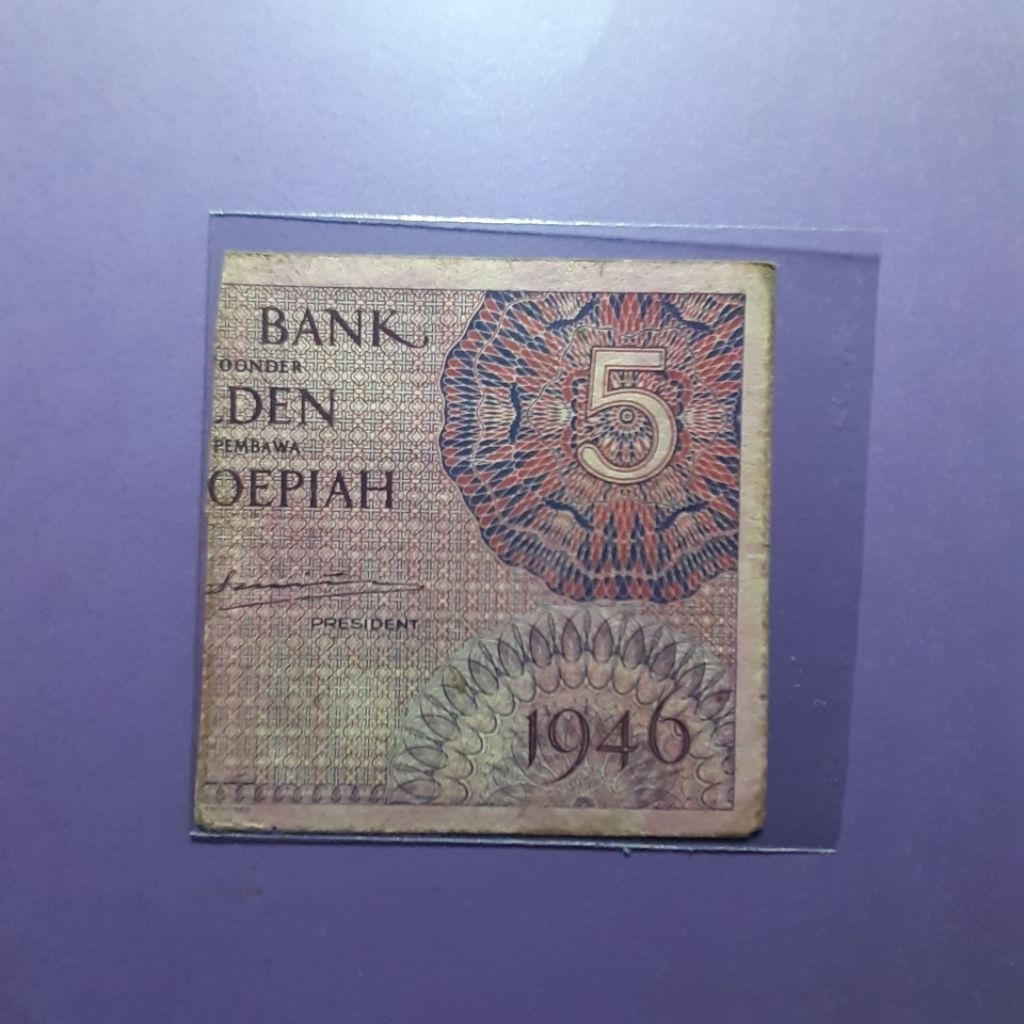 BANK
OONDER
LDEN
PEMBAWA
OEPIAH
PRESIDENT
5
1946